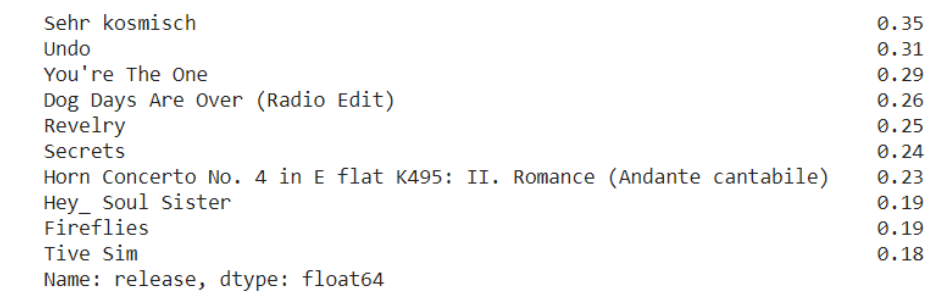 Sehr kosmisch 0.35
Undo 0.31
You're The One 0.29
Dog Days Are Over (Radio Edit) 0.26
Revelry 0.25
Secrets 0.24
Horn Concerto No. 4 in E flat K495: II. Romance (Andante cantabile) 0.23
Hey_ Soul Sister 0.19
Fireflies 0.19
Tive Sim 0.18
Name: release, dtype: float64